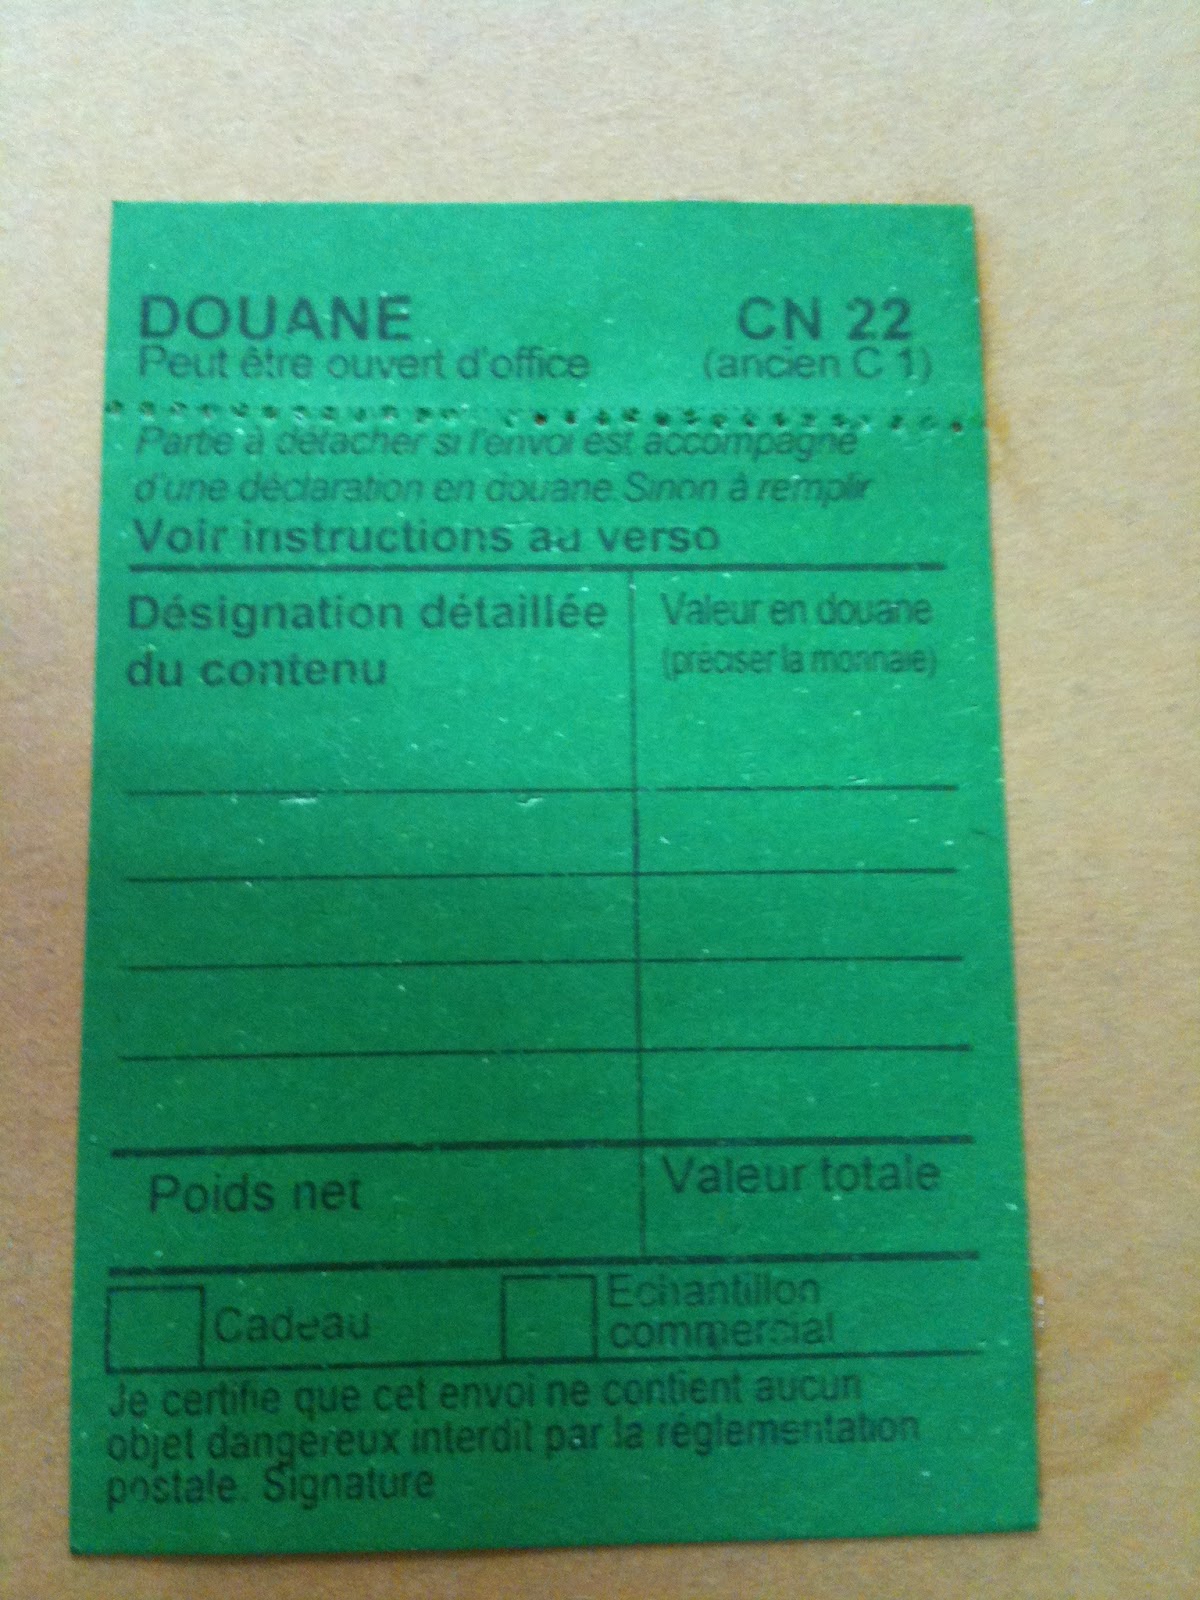 DOUANE CN 22
Peut être ouvert d'office (ancien C 1)
Partie à détacher si l'envoi est accompagné
d'une déclaration en douane. Sinon à remplir
Voir instructions au verso
Désignation détaillée
du contenu
Valeur en douane
(préciser la monnaie)
Poids net
Valeur totale
Cadeau
Echantillon
commercial
Je certifie que cet envoi ne contient aucun
objet dangereux interdit par la réglementation
postale. Signature